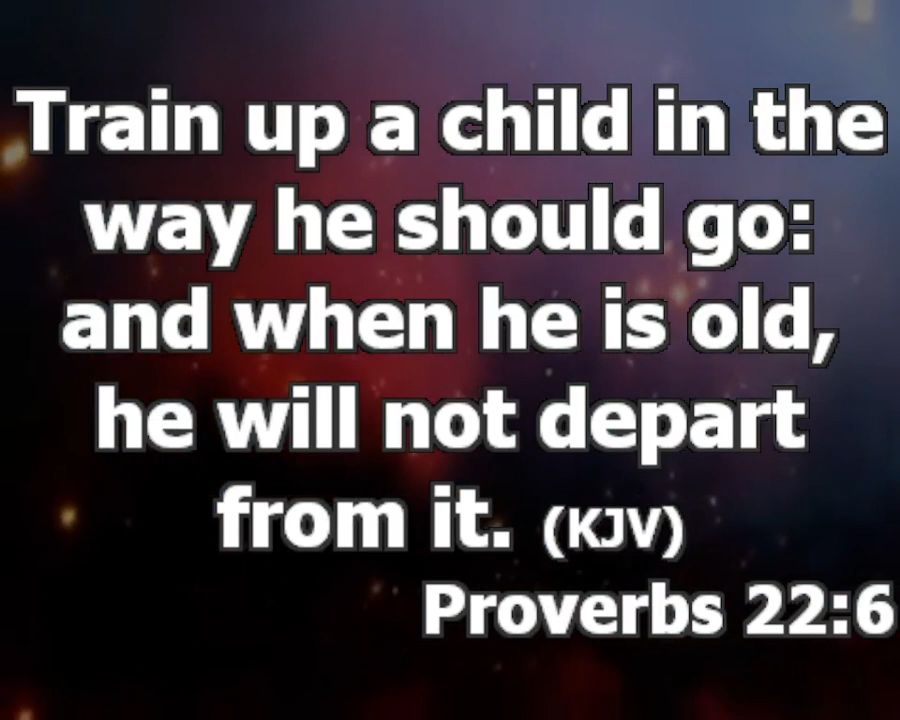 Train up a child in the
way he should go:
and when he is old,
he will not depart
from it. (KJV)
Proverbs 22:6